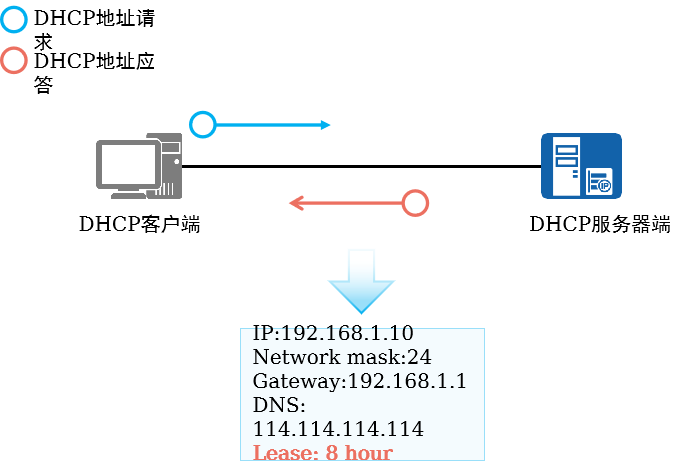 DHCP地址请
求
DHCP地址应
答
DHCP客户端
DHCP服务器端
IP
IP:192.168.1.10
Network mask:24
Gateway:192.168.1.1
DNS:
114.114.114.114
Lease: 8 hour